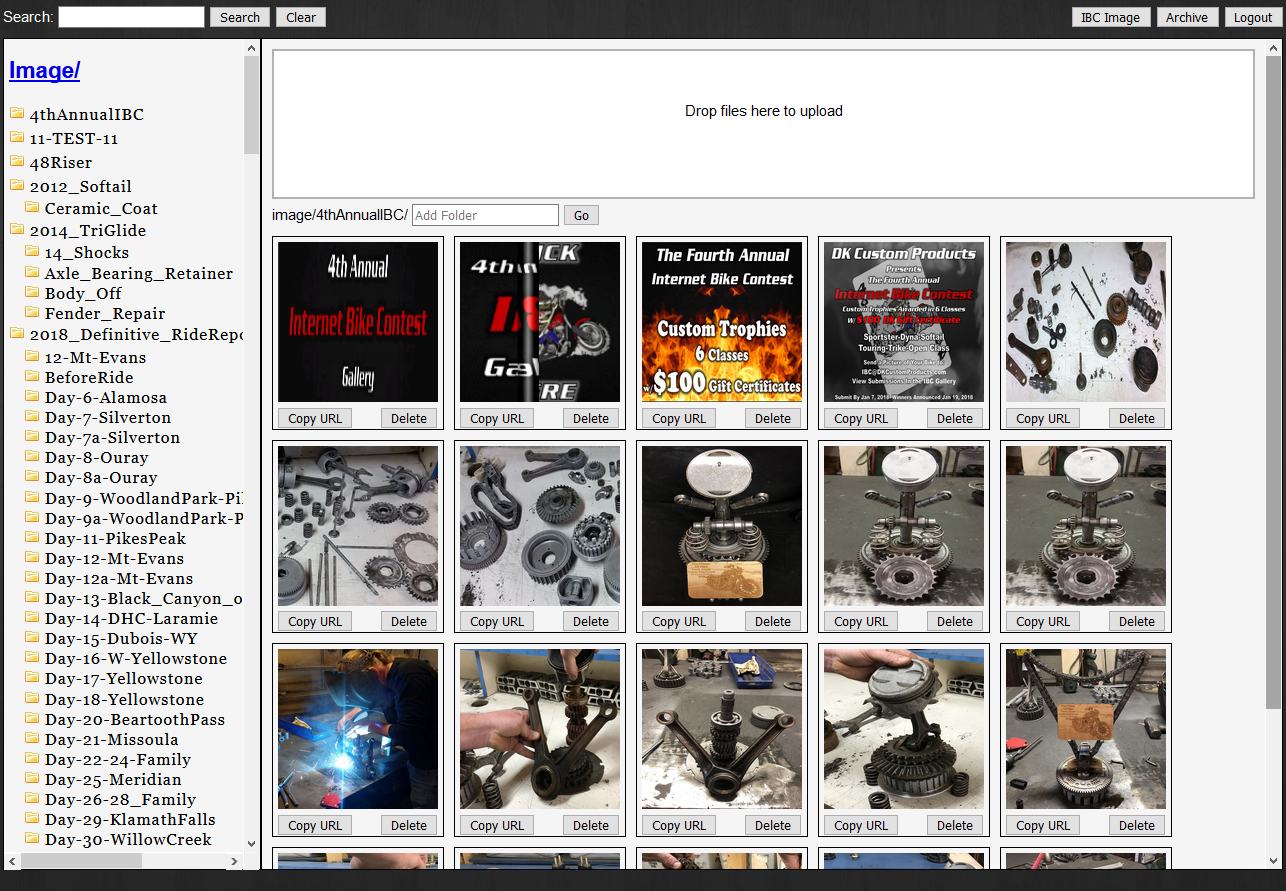 Search: Search Clear IBC Image Archive Logout
Image/
4thAnnualIBC
11-TEST-11
48Riser
2012_Softail
Ceramic_Coat
2014_TriGlide
14_Shocks
Axle_Bearing_Retainer
Body_Off
Fender_Repair
2018_Definitive_RideRepo
12-Mt-Evans
BeforeRide
Day-6-Alamosa
Day-7-Silverton
Day-7a-Silverton
Day-8-Ouray
Day-8a-Ouray
Day-9-WoodlandPark-Pi
Day-9a-WoodlandPark-P
Day-11-PikesPeak
Day-12-Mt-Evans
Day-12a-Mt-Evans
Day-13-Black_Canyon_o
Day-14-DHC-Laramie
Day-15-Dubois-WY
Day-16-W-Yellowstone
Day-17-Yellowstone
Day-18-Yellowstone
Day-20-BeartoothPass
Day-21-Missoula
Day-22-24-Family
Day-25-Meridian
Day-26-28_Family
Day-29-KlamathFalls
Day-30-WillowCreek
Drop files here to upload
image/4thAnnualIBC/ Add Folder Go
4th Annual
Internet Bike Contest
Gallery
Copy URL Delete
4th
ICK
Gal
ERE
Copy URL Delete
The Fourth Annual
Internet Bike Contest
Custom Trophies
6 Classes
w/$100 Gift Certificates
Copy URL Delete
DK Custom Products
Presents
The Fourth Annual
Internet Bike Contest
Custom Trophies Awarded in 6 Classes
W/ $100 DK Gift Certificate
Sportster-Dyna-Softail
Touring-Trike-Open Class
Send a Picture of Your Bike to:
IBC@DKCustomProducts.com
View Submissions In the IBC Gallery
Submit By Jan 7, 2018- Winners Announced Jan 19, 2018
Copy URL Delete
Copy URL Delete
Copy URL Delete
Copy URL Delete
Copy URL Delete
Copy URL Delete
Copy URL Delete
Copy URL Delete
Copy URL Delete
Copy URL Delete
Copy URL Delete
Copy URL Delete